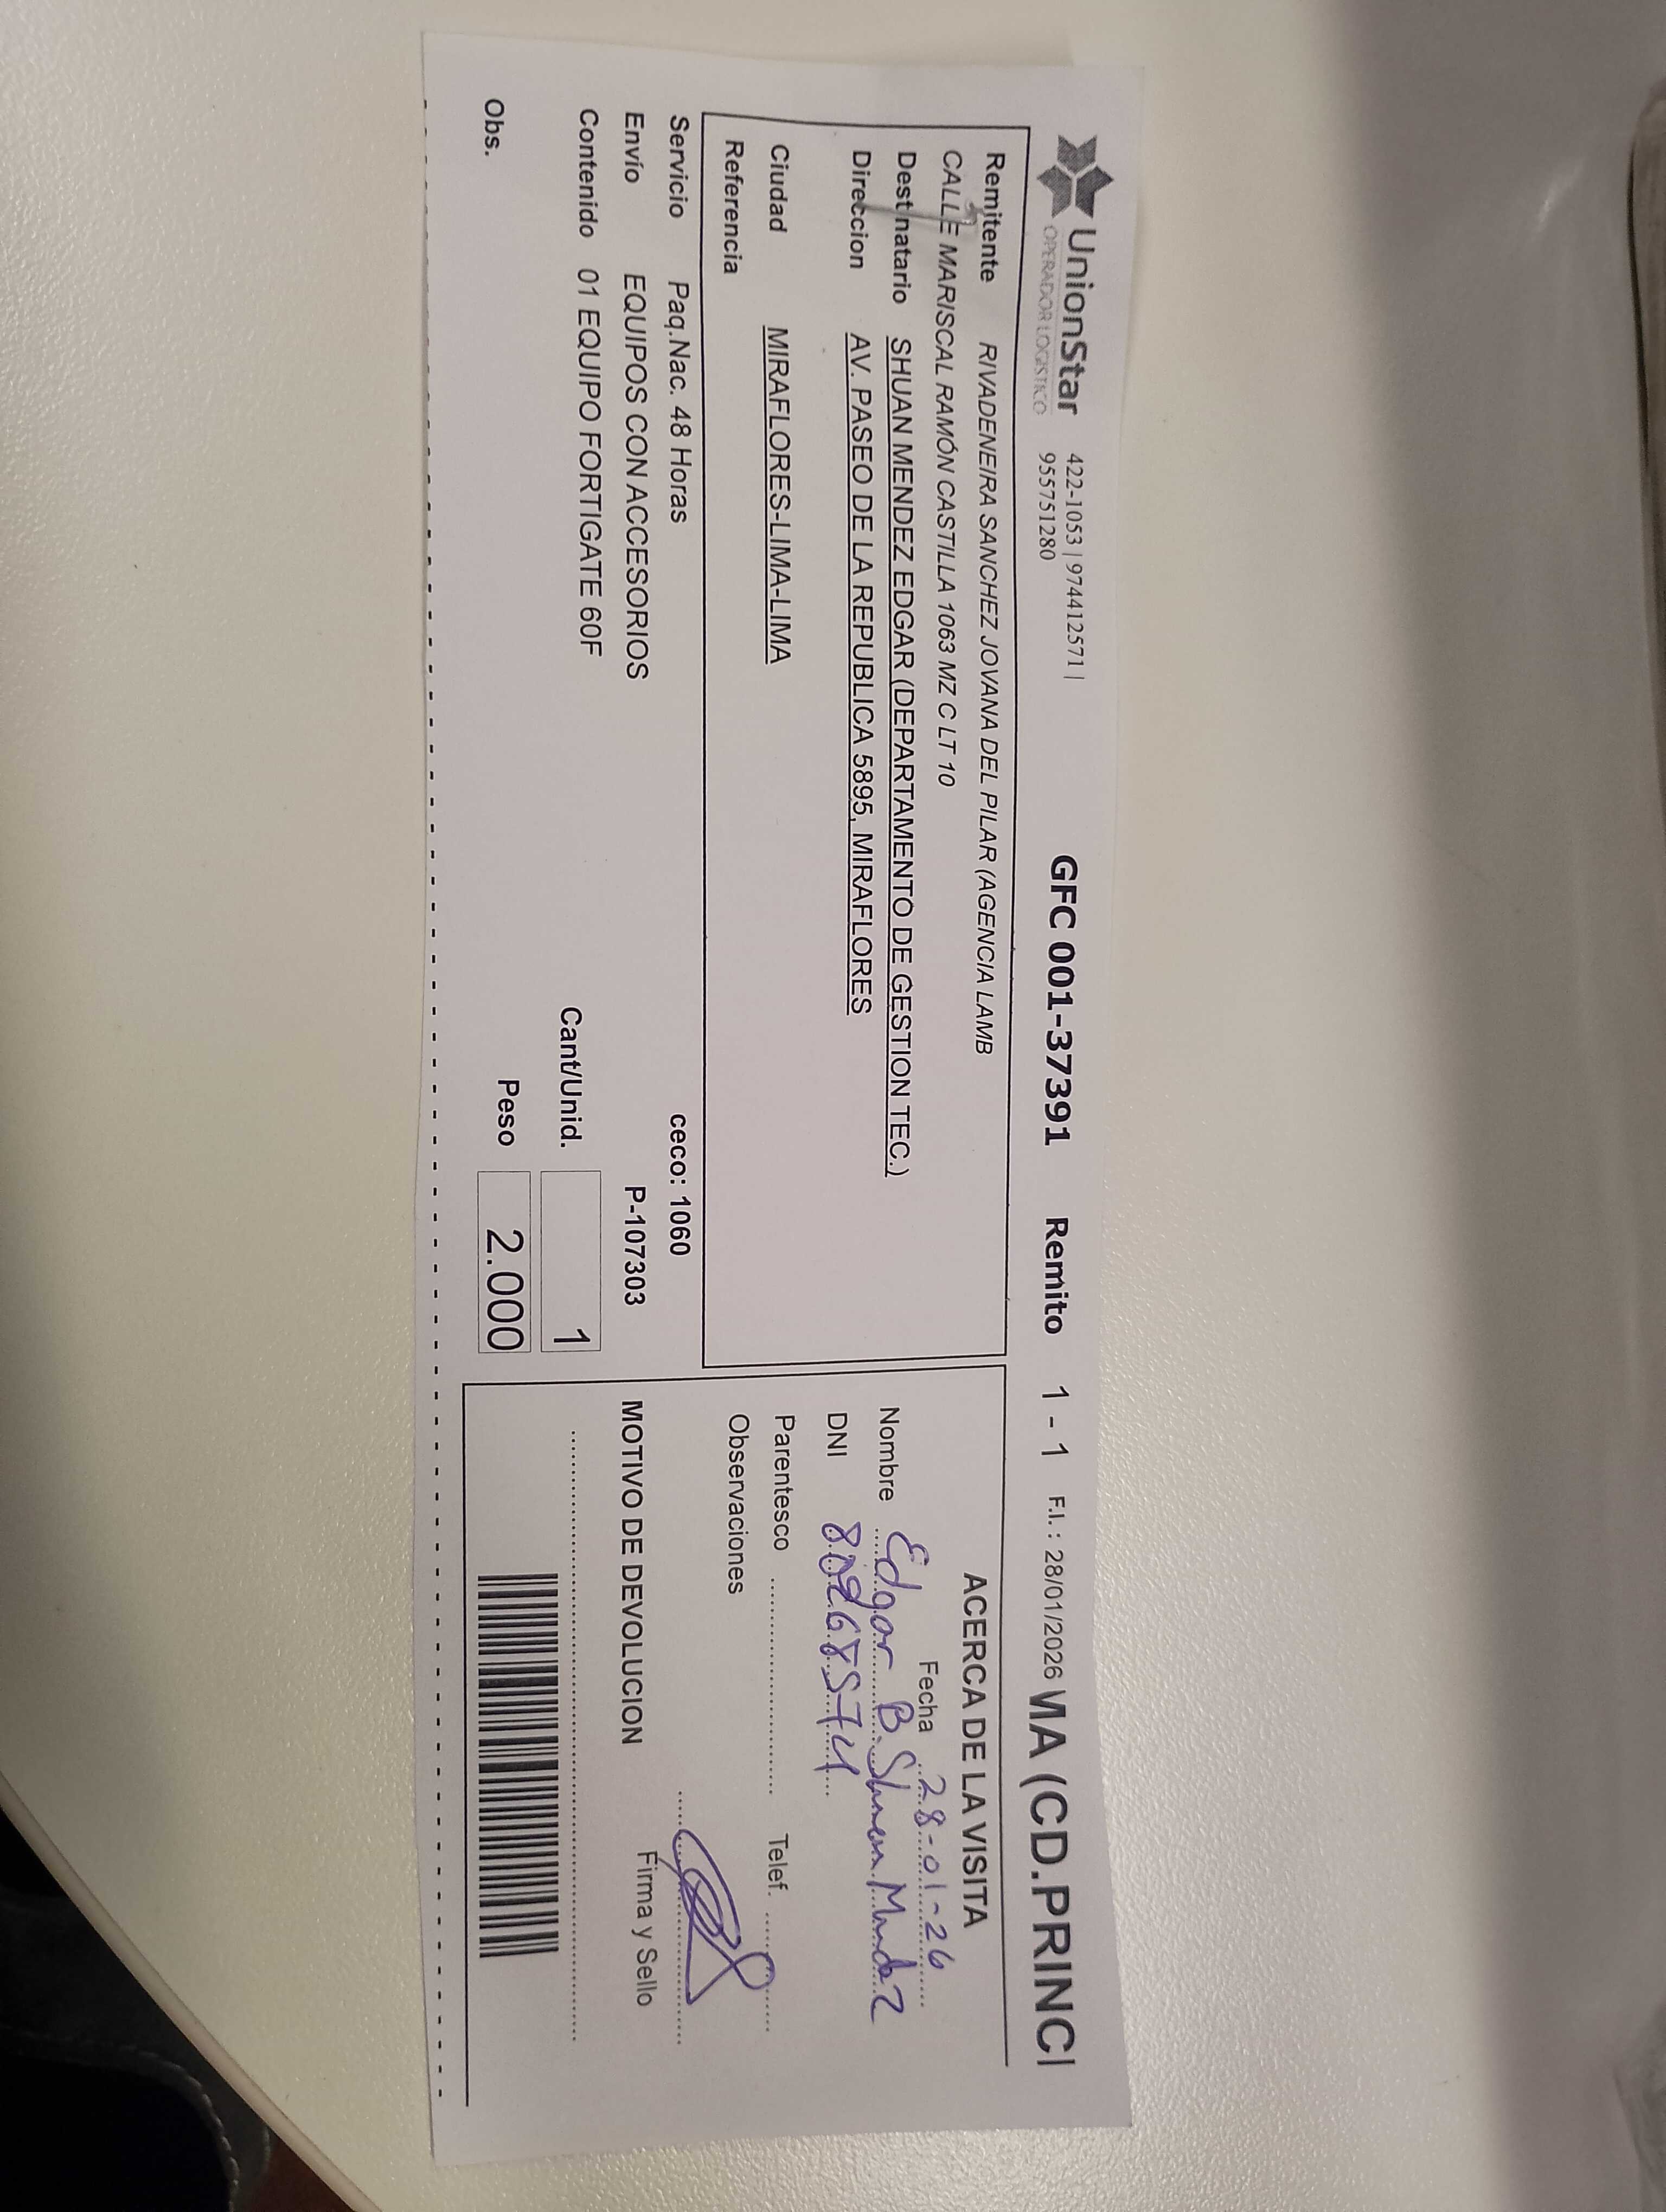 UnionStar
OPERADOR LOGISTICO
422-1053 | 974412571 |
955751280
GFC 001-37391 Remito 1 - 1 F.I. : 28/01/2026 MA (CD.PRINCI
Remitente RIVADENEIRA SANCHEZ JOVANA DEL PILAR (AGENCIA LAMB
CALLE MARISCAL RAMÓN CASTILLA 1063 MZ C LT 10
Destinatario SHUAN MENDEZ EDGAR (DEPARTAMENTO DE GESTION TEC.)
Direccion AV. PASEO DE LA REPUBLICA 5895, MIRAFLORES
Ciudad MIRAFLORES-LIMA-LIMA
Referencia
Servicio Paq.Nac. 48 Horas ceco: 1060
Envío EQUIPOS CON ACCESORIOS P-107303
Contenido 01 EQUIPO FORTIGATE 60F
Cant/Unid. 1
Obs. Peso 2.000
ACERCA DE LA VISITA
Fecha 28-01-26
Nombre Edgar B. Shuan Mendez
DNI
Parentesco Telef.
Observaciones
Firma y Sello
MOTIVO DE DEVOLUCION